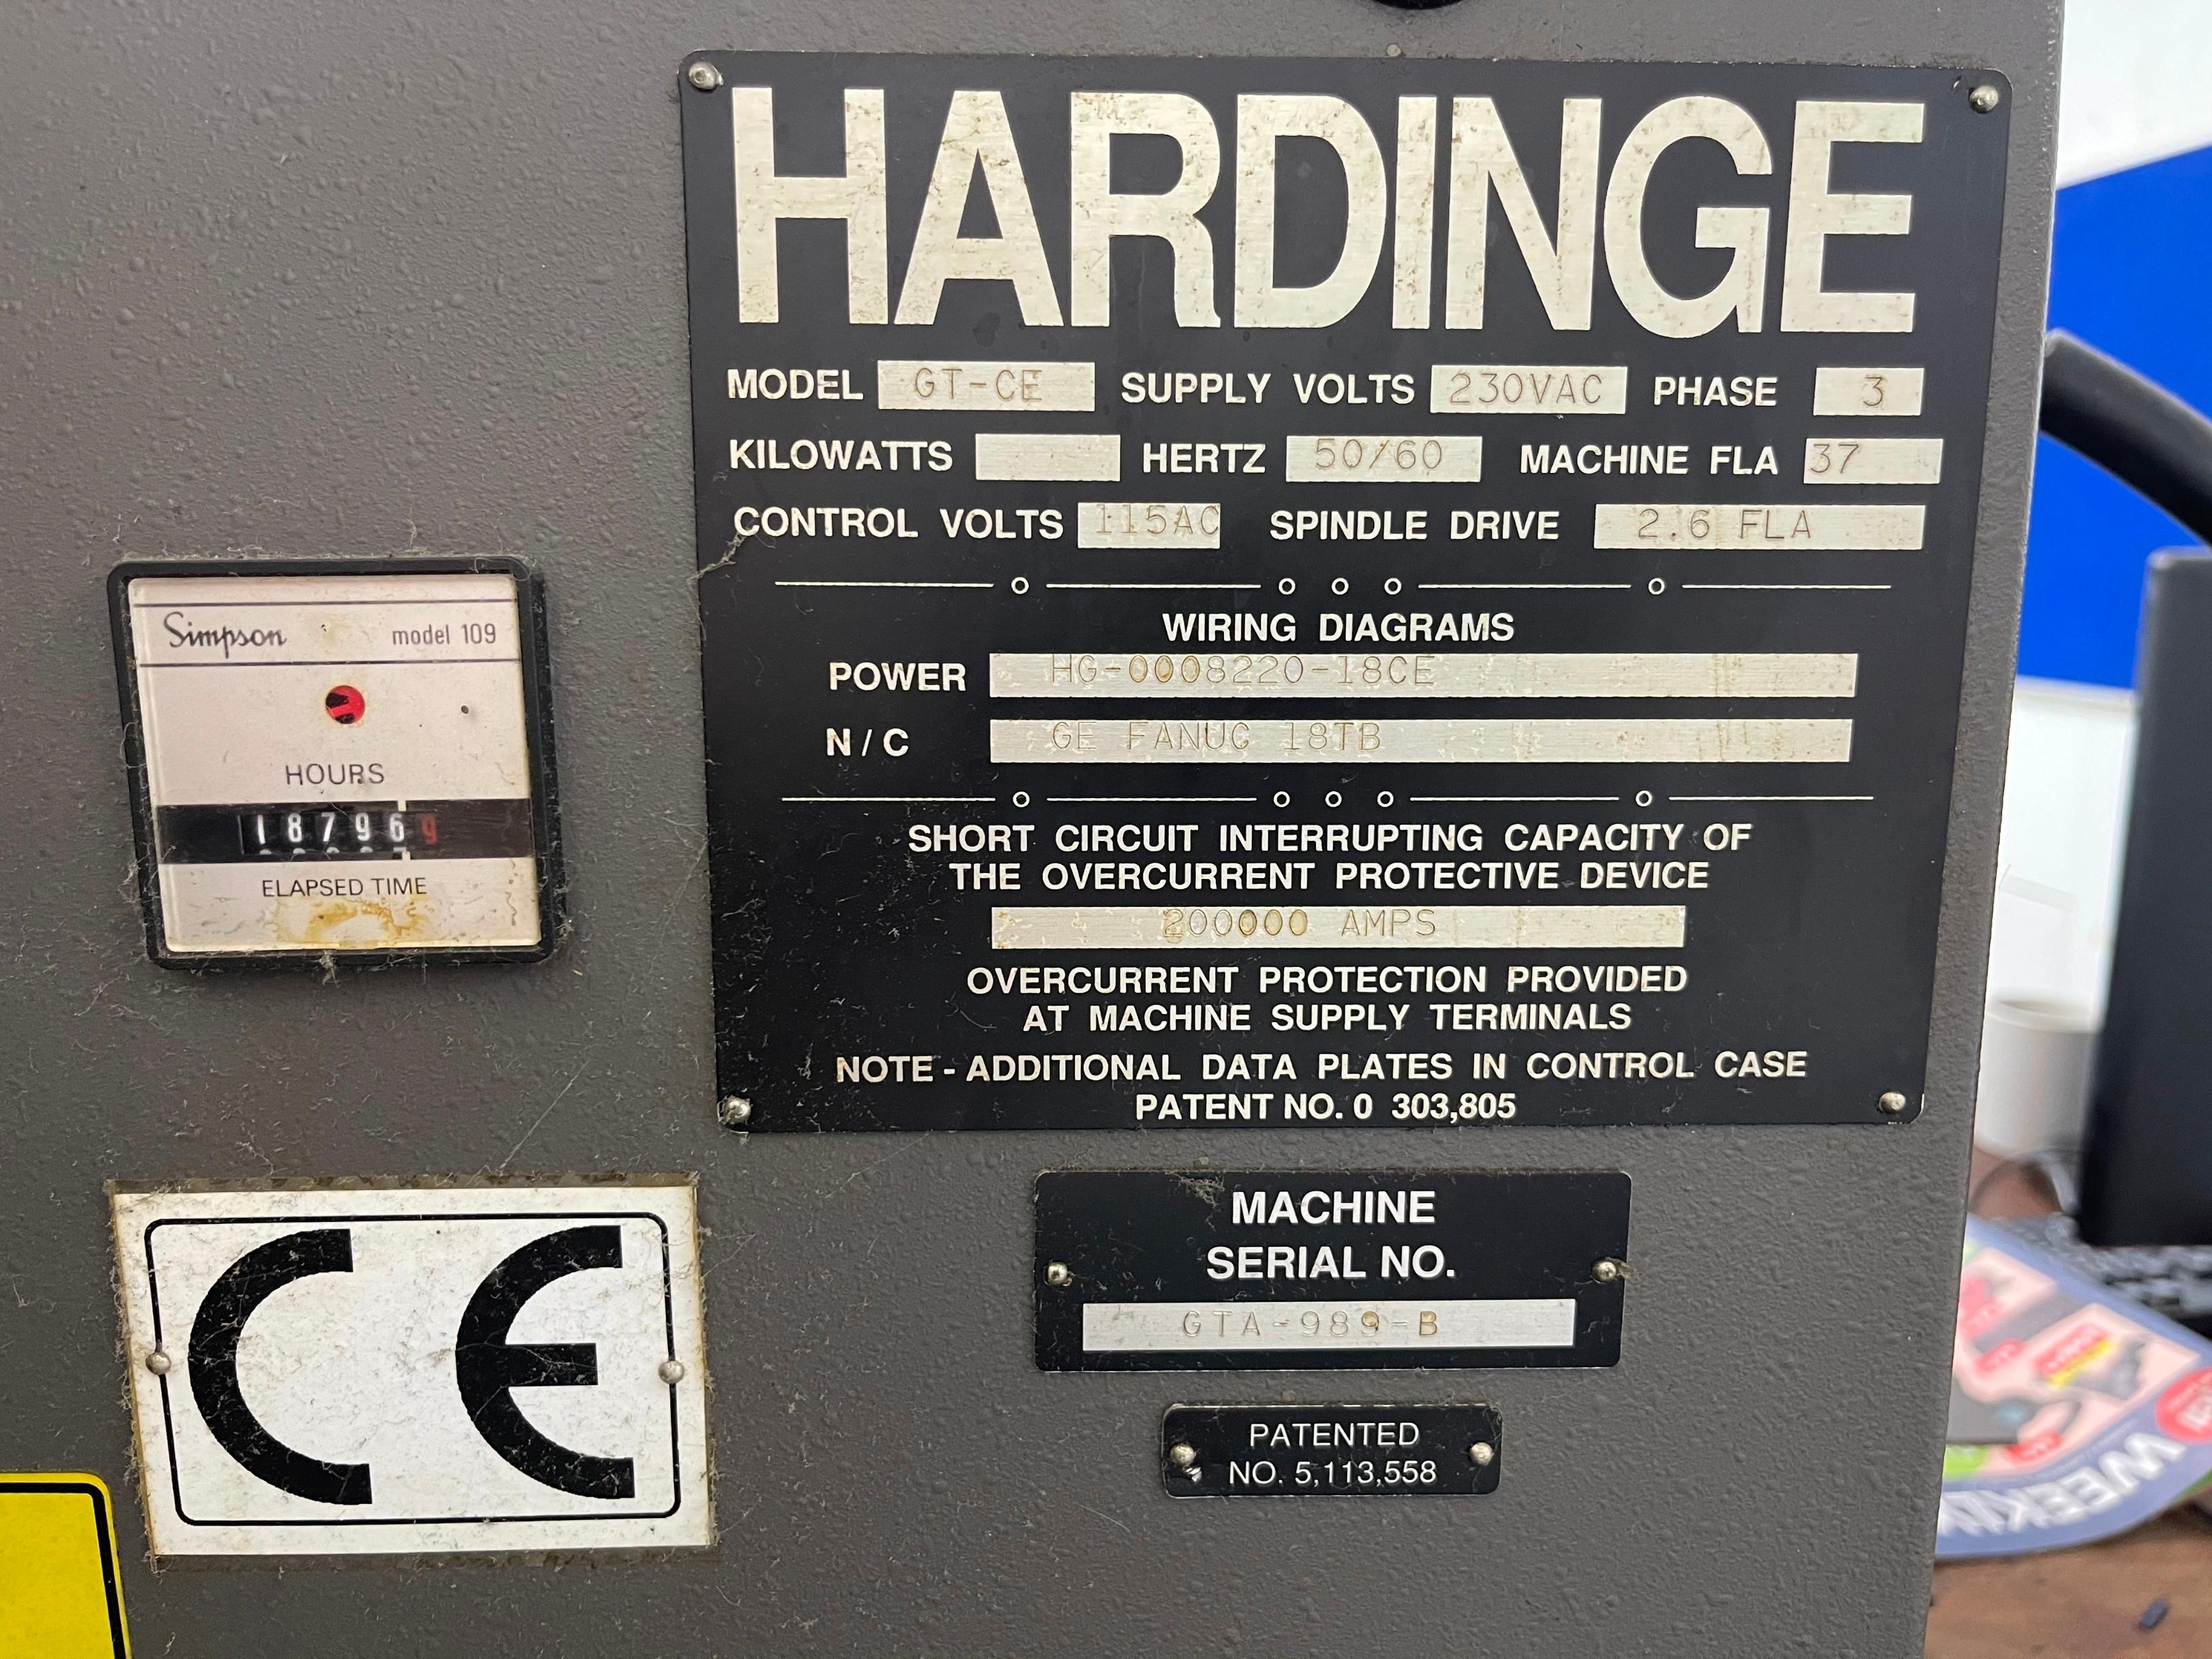 HARDINGE
MODEL GT-CE SUPPLY VOLTS 230VAC PHASE 3
KILOWATTS HERTZ 50/60 MACHINE FLA 37
CONTROL VOLTS 115AC SPINDLE DRIVE 2.6 FLA
WIRING DIAGRAMS
POWER HG-0008220-18CE
N/C GE FANUC 18TB
SHORT CIRCUIT INTERRUPTING CAPACITY OF
THE OVERCURRENT PROTECTIVE DEVICE
200000 AMPS
OVERCURRENT PROTECTION PROVIDED
AT MACHINE SUPPLY TERMINALS
NOTE - ADDITIONAL DATA PLATES IN CONTROL CASE
PATENT NO. 0 303,805
Simpson model 109
HOURS
187969
ELAPSED TIME
CE
MACHINE
SERIAL NO.
GTA-989-B
PATENTED
NO. 5,113,558